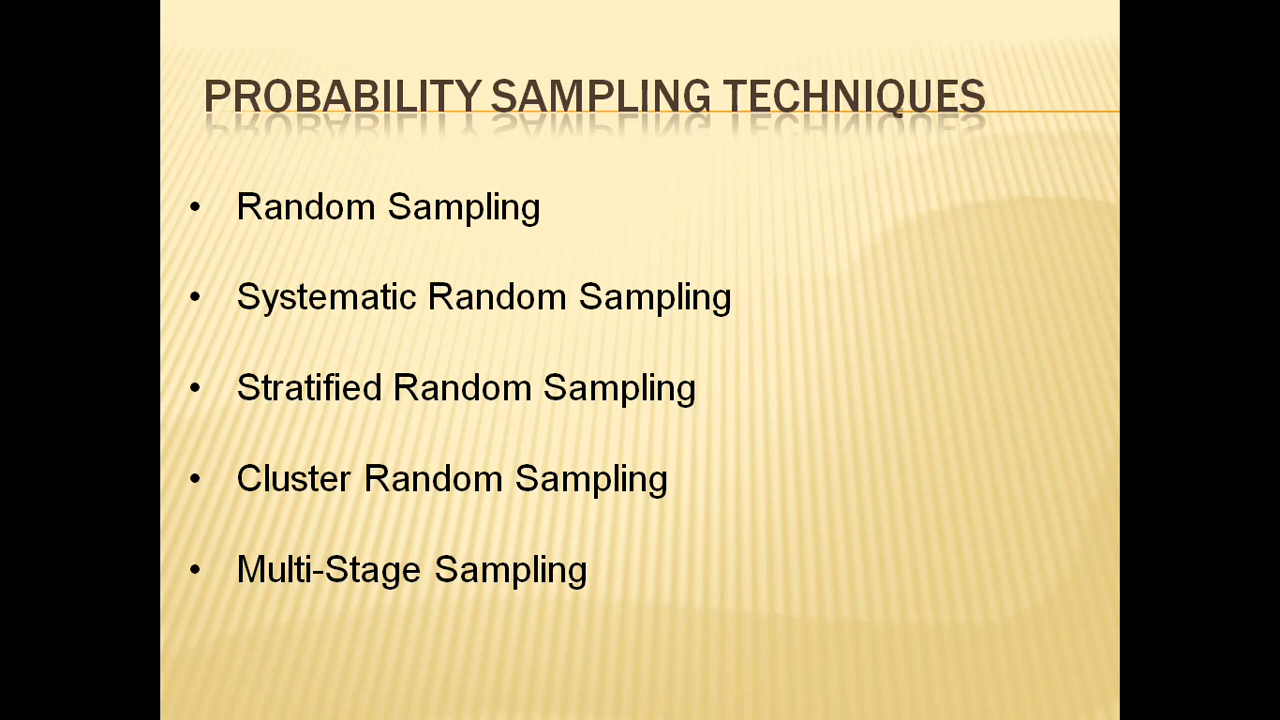 PROBABILITY SAMPLING TECHNIQUES
• Random Sampling
• Systematic Random Sampling
• Stratified Random Sampling
• Cluster Random Sampling
• Multi-Stage Sampling